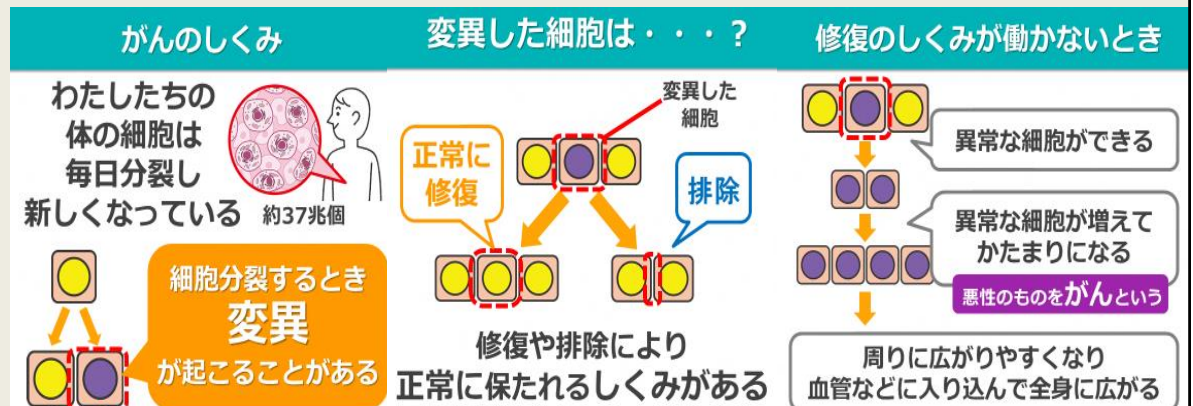 がんのしくみ
わたしたちの
体の細胞は
毎日分裂し
新しくなっている
約37兆個
細胞分裂するとき
変異
が起こることがある
変異した細胞は・・・？
変異した
細胞
正常に
修復
排除
修復や排除により
正常に保たれるしくみがある
修復のしくみが働かないとき
異常な細胞ができる
異常な細胞が増えて
かたまりになる
悪性のものをがんという
周りに広がりやすくなり
血管などに入り込んで全身に広がる